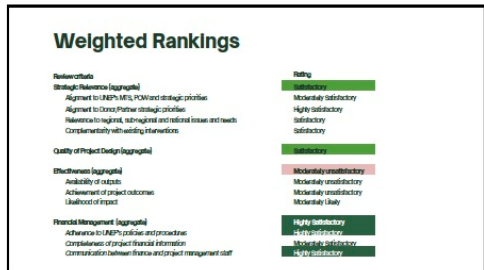 Weighted Rankings
Review criteria Rating
Strategic Relevance (aggregate) Satisfactory
Alignment to UNEP's MTS, POW and strategic priorities Moderately Satisfactory
Alignment to Donor/Partner strategic priorities Highly Satisfactory
Relevance to regional, sub-regional and national issues and needs Satisfactory
Complementarity with existing interventions Satisfactory
Quality of Project Design (aggregate) Satisfactory
Effectiveness (aggregate) Moderately unsatisfactory
Availability of outputs Moderately unsatisfactory
Achievement of project outcomes Moderately unsatisfactory
Likelihood of impact Moderately Likely
Financial Management (aggregate) Highly Satisfactory
Adherence to UNEP's policies and procedures Highly Satisfactory
Completeness of project financial information Moderately Satisfactory
Communication between finance and project management staff Highly Satisfactory